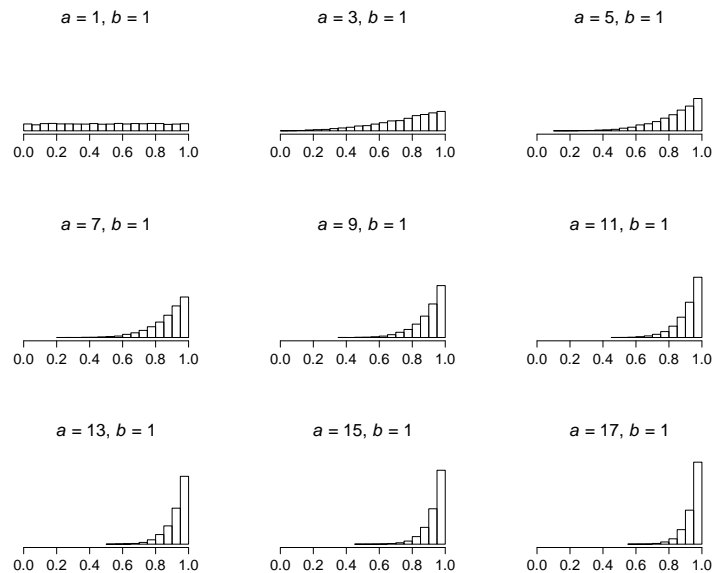 a = 1, b = 1
a = 3, b = 1
a = 5, b = 1
0.0 0.2 0.4 0.6 0.8 1.0
0.0 0.2 0.4 0.6 0.8 1.0
0.0 0.2 0.4 0.6 0.8 1.0
a = 7, b = 1
a = 9, b = 1
a = 11, b = 1
0.0 0.2 0.4 0.6 0.8 1.0
0.0 0.2 0.4 0.6 0.8 1.0
0.0 0.2 0.4 0.6 0.8 1.0
a = 13, b = 1
a = 15, b = 1
a = 17, b = 1
0.0 0.2 0.4 0.6 0.8 1.0
0.0 0.2 0.4 0.6 0.8 1.0
0.0 0.2 0.4 0.6 0.8 1.0